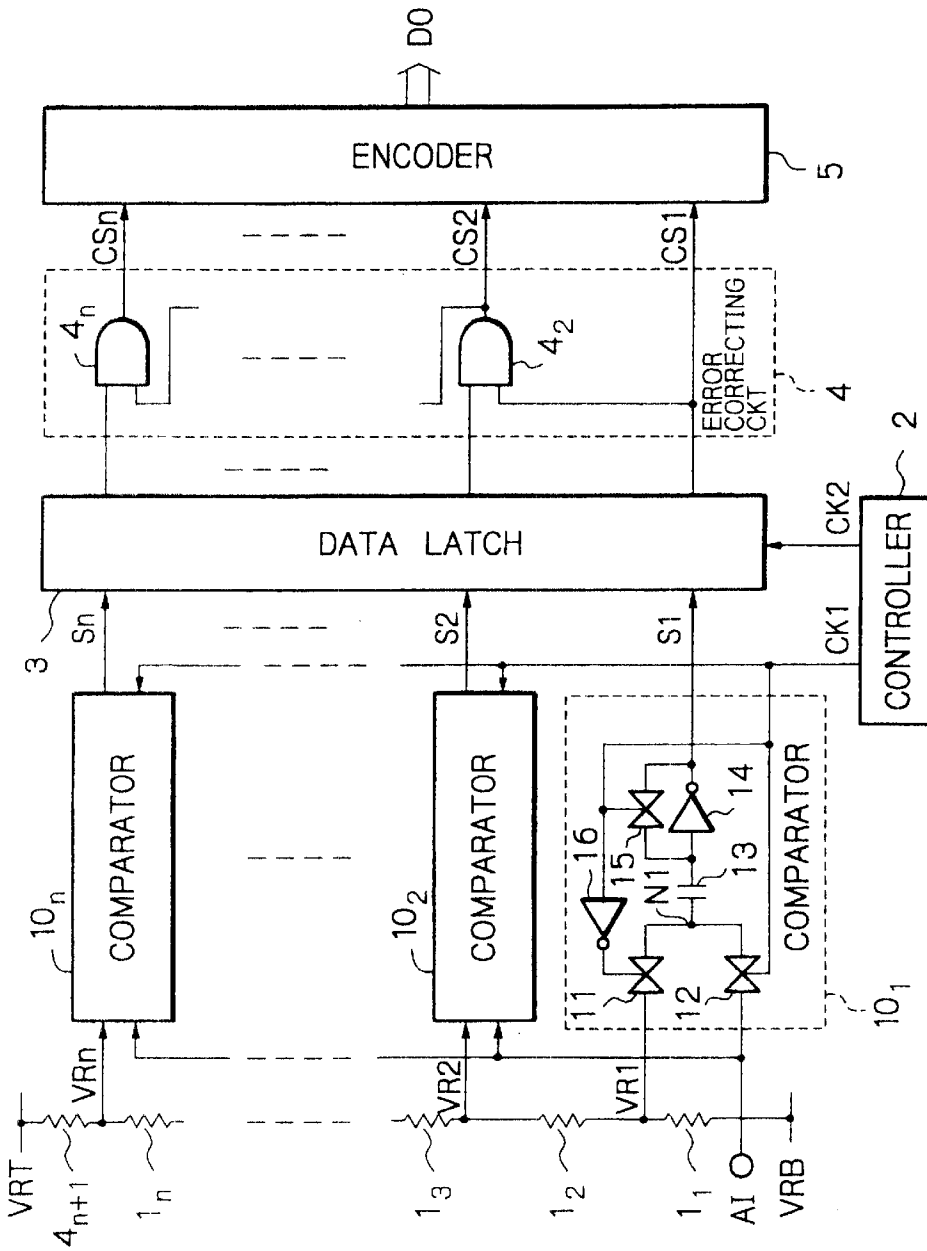 VRT
4n+1
1n
VRn
10n
COMPARATOR
Sn
3
4n
CSn
13
VR2
102
COMPARATOR
S2
DATA LATCH
42
CS2
ENCODER
DO
12
VR1
11
16
15
N1
14
13
12
COMPARATOR
101
S1
ERROR
CORRECTING
CKT
4
CS1
5
11
AI
VRB
CK1
CK2
CONTROLLER
2